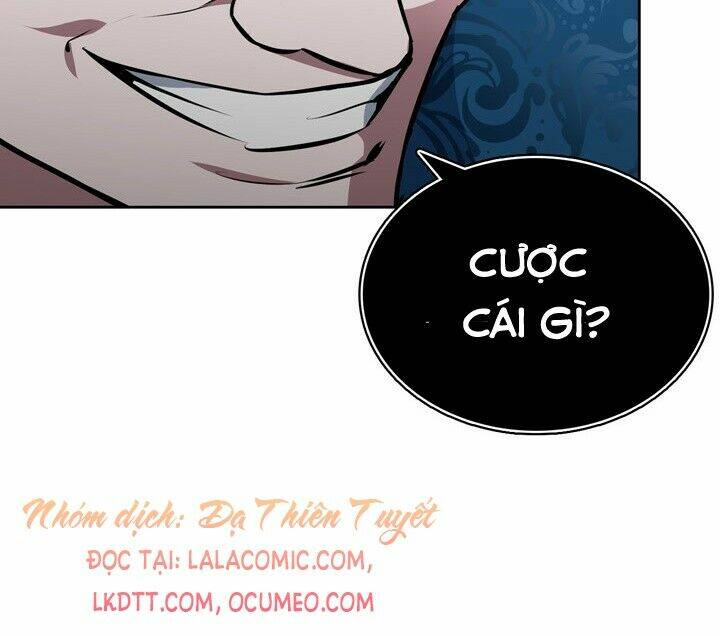 CƯỢC
CÁI GÌ?
Nhóm dịch: Dạ Thiên Tuyết
ĐỌC TẠI: LALACOMIC.COM,
LKDTT.COM, OCUMEO.COM